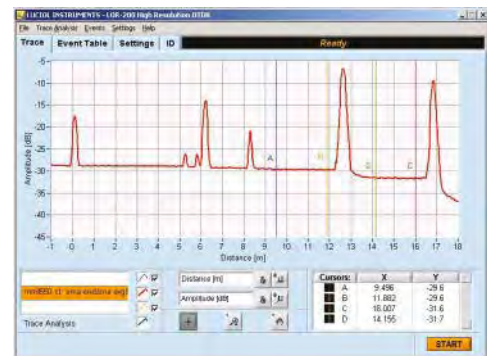 LUCIOL INSTRUMENTS - LOR-200 High Resolution OTDR
File Trace Analysis Events Settings Help
Trace Event Table Settings ID Ready
-5
-10
-15
-20
-25
-30
-35
-40
-45
Amplitude [dB]
A B D C
-1 0 1 2 3 4 5 6 7 8 9 10 11 12 13 14 15 16 17 18
Distance [m]
Distance [m]
Amplitude [dB]
Trace Analysis
Cursors: X Y
A 9.496 -29.6
B 11.882 -29.6
C 16.007 -31.6
D 14.155 -31.7
START